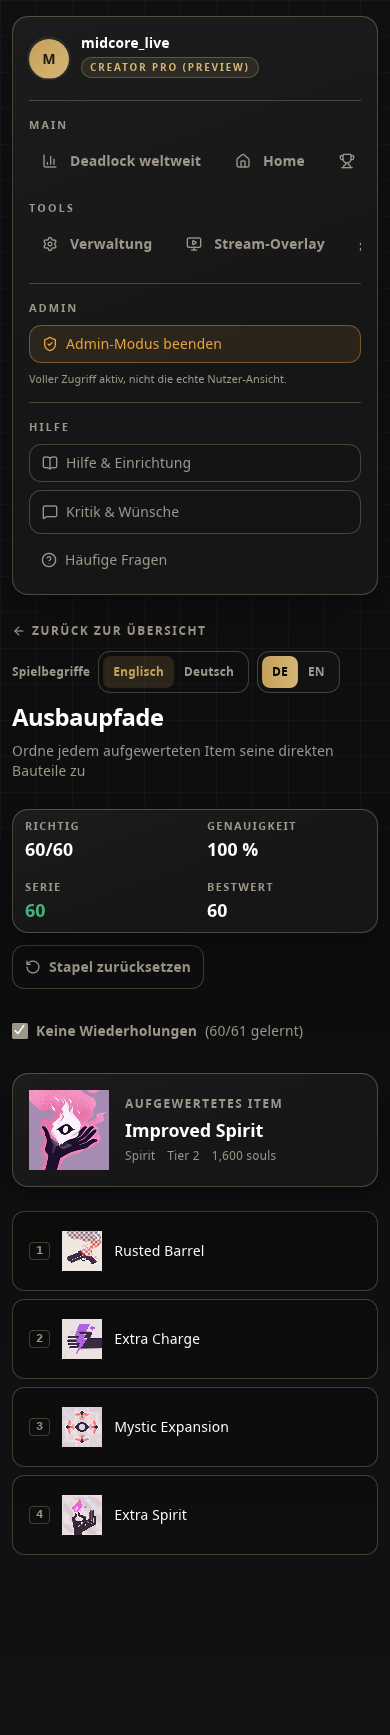 M
midcore_live
CREATOR PRO (PREVIEW)
MAIN
Deadlock weltweit
Home
TOOLS
Verwaltung
Stream-Overlay
ADMIN
Admin-Modus beenden
Voller Zugriff aktiv, nicht die echte Nutzer-Ansicht.
HILFE
Hilfe & Einrichtung
Kritik & Wünsche
Häufige Fragen
ZURÜCK ZUR ÜBERSICHT
Spielbegriffe Englisch Deutsch DE EN
Ausbaupfade
Ordne jedem aufgewerteten Item seine direkten
Bauteile zu
RICHTIG
60/60
GENAUIGKEIT
100 %
SERIE
60
BESTWERT
60
Stapel zurücksetzen
Keine Wiederholungen (60/61 gelernt)
AUFGEWERTETES ITEM
Improved Spirit
Spirit Tier 2 1,600 souls
1 Rusted Barrel
2 Extra Charge
3 Mystic Expansion
4 Extra Spirit